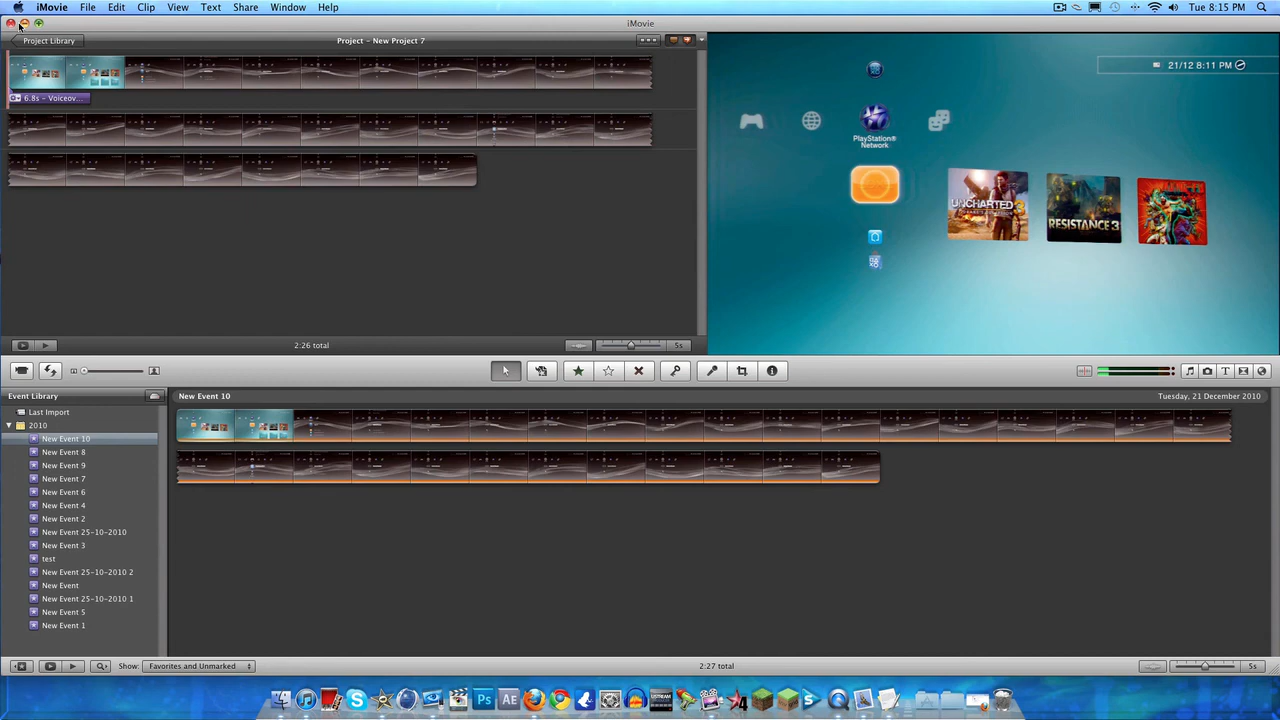 iMovie File Edit Clip View Text Share Window Help Tue 8:15 PM
iMovie
Project Library Project - New Project 7
21/12 8:11 PM
6.8s - Voiceov...
PlayStation®
Network
UNCHARTED 3
RESISTANCE 3
2:26 total 5s
Event Library New Event 10 Tuesday, 21 December 2010
Last Import
2010
New Event 10
New Event 8
New Event 9
New Event 7
New Event 6
New Event 4
New Event 2
New Event 25-10-2010
New Event 3
test
New Event 25-10-2010 2
New Event
New Event 25-10-2010 1
New Event 5
New Event 1
Show: Favorites and Unmarked 2:27 total 5s
Ps AE USTREAM 4